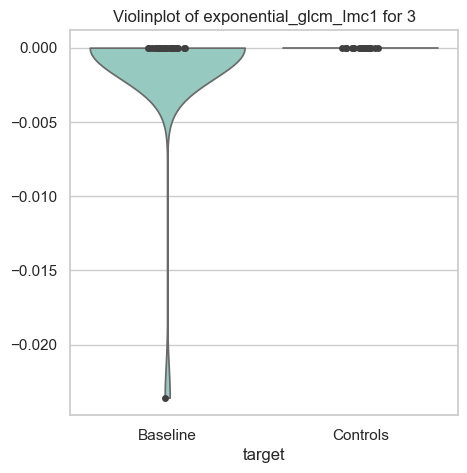 Violinplot of exponential_glcm_Imc1 for 3
0.000
−0.005
−0.010
−0.015
−0.020
Baseline
Controls
target